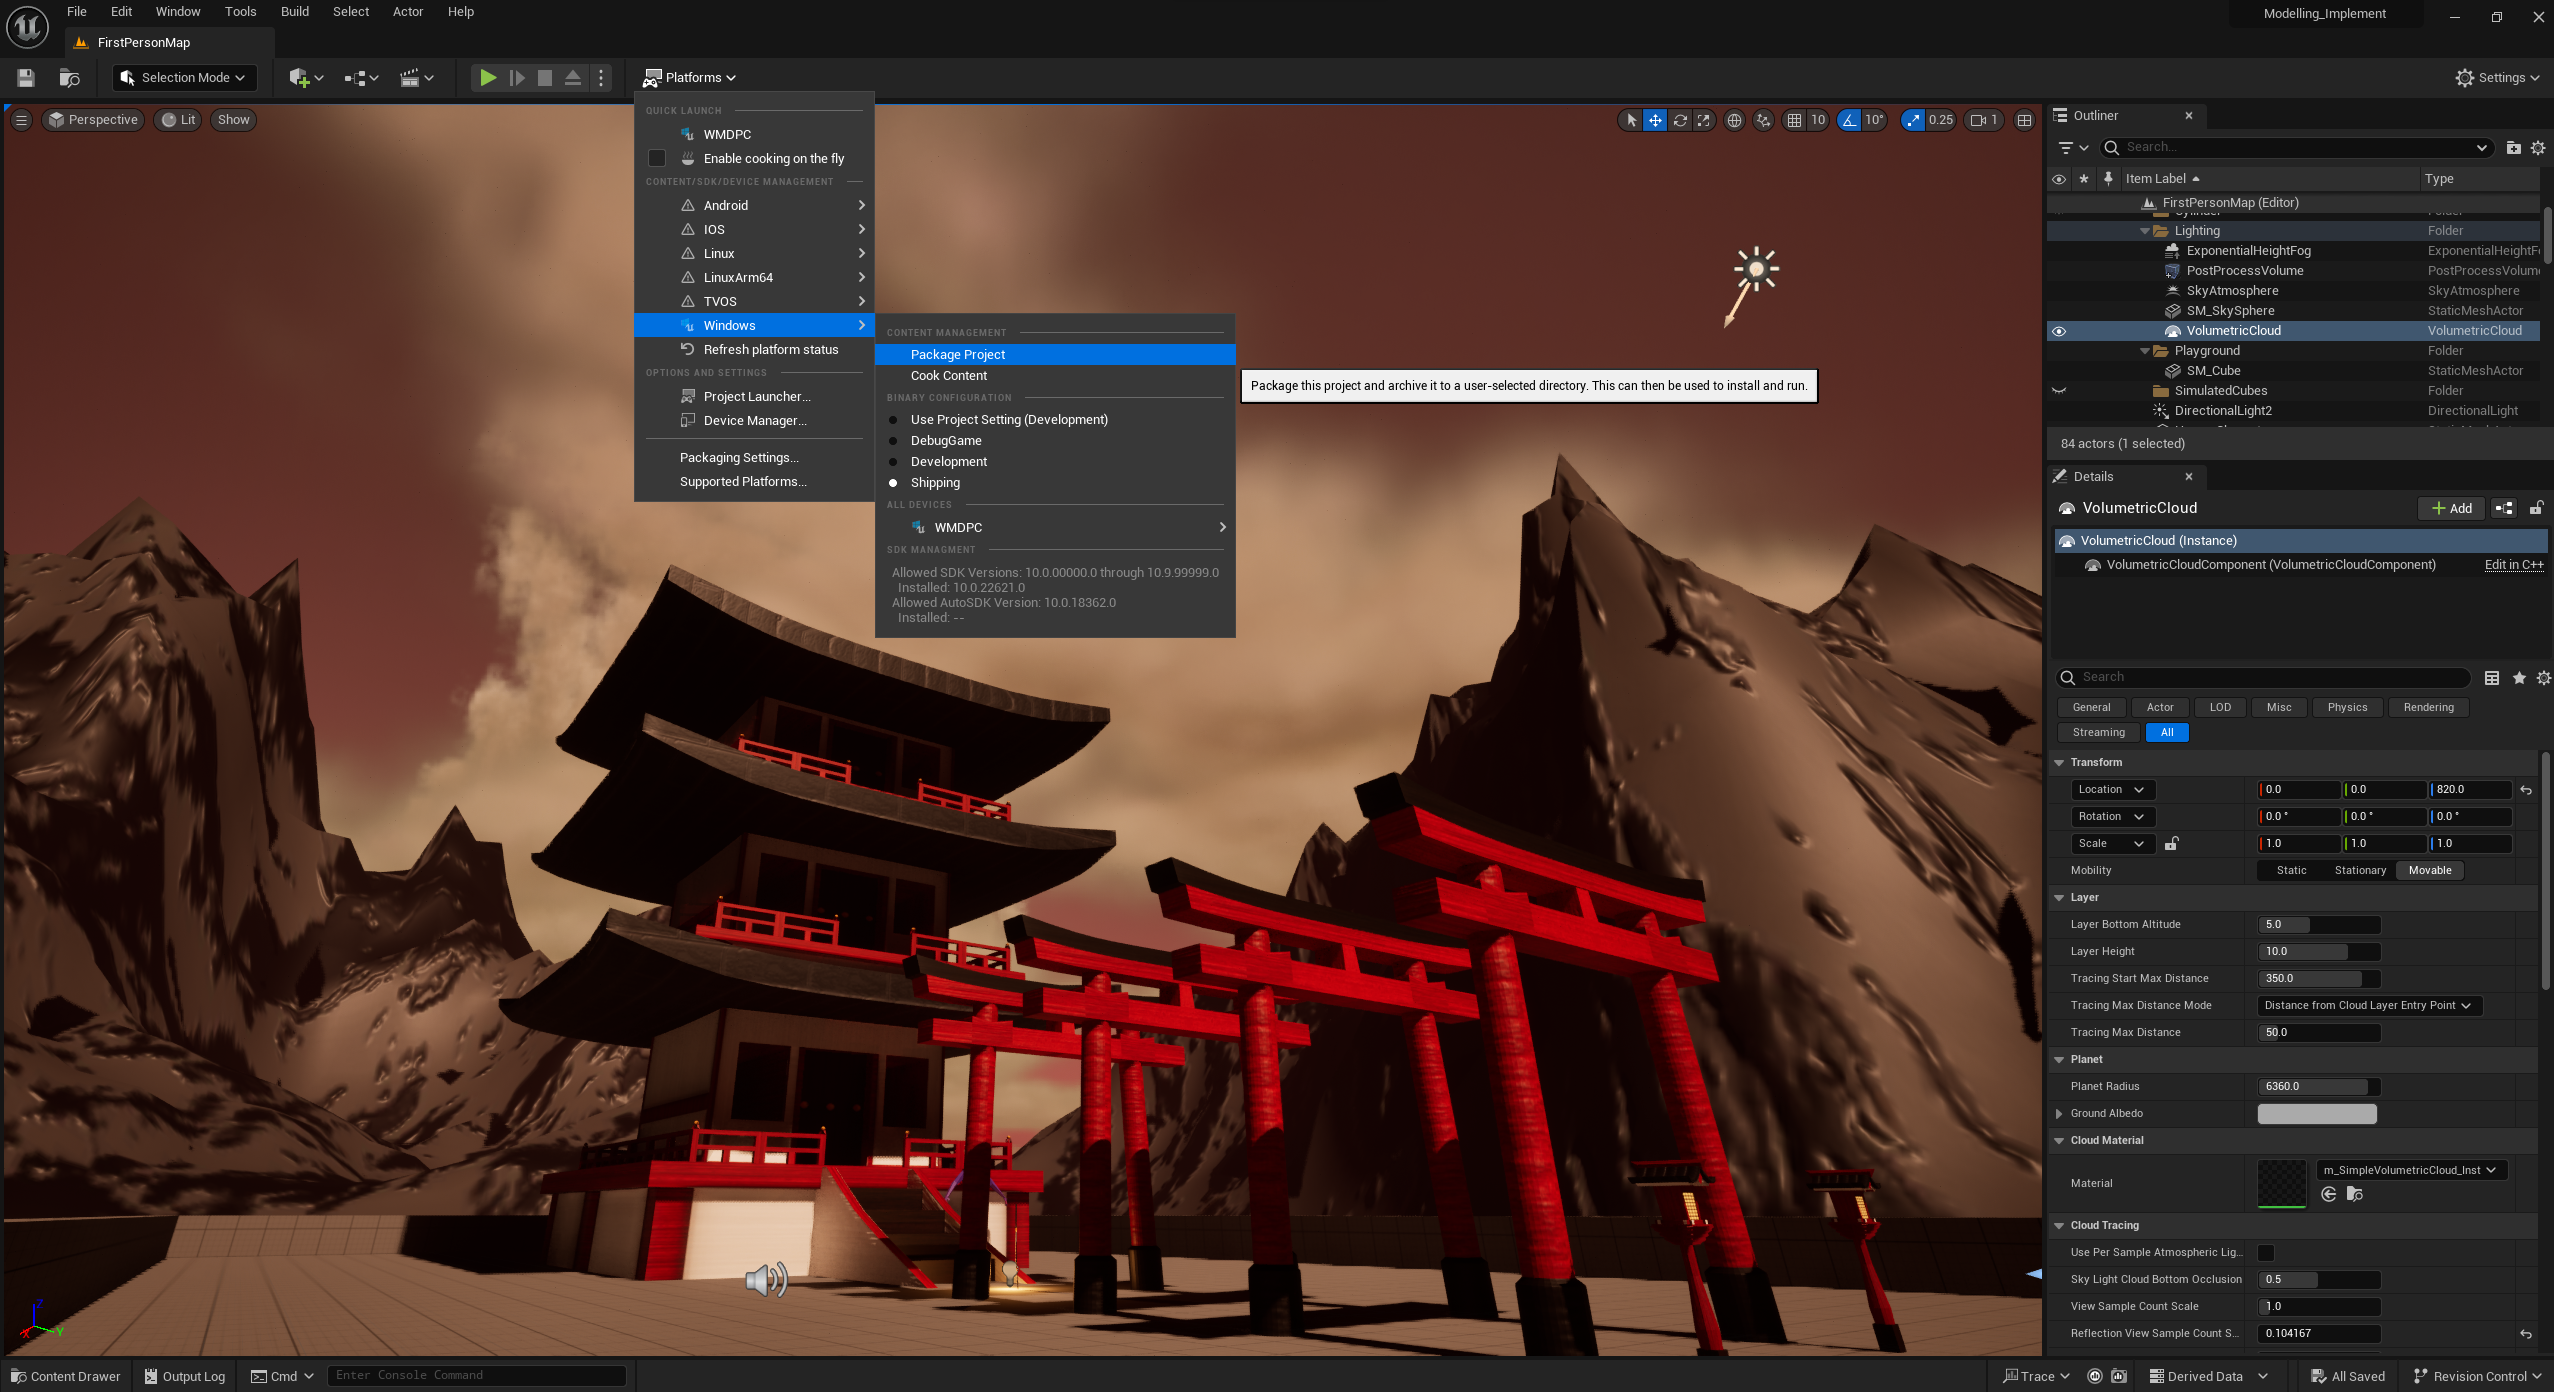 File Edit Window Tools Build Select Actor Help
Modelling_Implement
FirstPersonMap
Selection Mode
Platforms
Settings
Perspective Lit Show
10 10° 0.25 1
QUICK LAUNCH
WMDPC
Enable cooking on the fly
CONTENT/SDK/DEVICE MANAGEMENT
Android
IOS
Linux
LinuxArm64
TVOS
Windows
Refresh platform status
OPTIONS AND SETTINGS
Project Launcher...
Device Manager...
Packaging Settings...
Supported Platforms...
CONTENT MANAGEMENT
Package Project
Cook Content
BINARY CONFIGURATION
Use Project Setting (Development)
DebugGame
Development
Shipping
ALL DEVICES
WMDPC
SDK MANAGMENT
Allowed SDK Versions: 10.0.00000.0 through 10.9.99999.0
Installed: 10.0.22621.0
Allowed AutoSDK Version: 10.0.18362.0
Installed: --
Package this project and archive it to a user-selected directory. This can then be used to install and run.
Outliner
Search...
Item Label Type
FirstPersonMap (Editor)
Lighting Folder
ExponentialHeightFog ExponentialHeightF
PostProcessVolume PostProcessVolume
SkyAtmosphere SkyAtmosphere
SM_SkySphere StaticMeshActor
VolumetricCloud VolumetricCloud
Playground Folder
SM_Cube StaticMeshActor
SimulatedCubes Folder
DirectionalLight2 DirectionalLight
84 actors (1 selected)
Details
VolumetricCloud
Add
VolumetricCloud (Instance)
VolumetricCloudComponent (VolumetricCloudComponent) Edit in C++
Search
General Actor LOD Misc Physics Rendering
Streaming All
Transform
Location 0.0 0.0 820.0
Rotation 0.0 ° 0.0 ° 0.0 °
Scale 1.0 1.0 1.0
Mobility Static Stationary Movable
Layer
Layer Bottom Altitude 5.0
Layer Height 10.0
Tracing Start Max Distance 350.0
Tracing Max Distance Mode Distance from Cloud Layer Entry Point
Tracing Max Distance 50.0
Planet
Planet Radius 6360.0
Ground Albedo
Cloud Material
Material m_SimpleVolumetricCloud_Inst
Cloud Tracing
Use Per Sample Atmospheric Lig...
Sky Light Cloud Bottom Occlusion 0.5
View Sample Count Scale 1.0
Reflection View Sample Count S... 0.104167
Z
X Y
Content Drawer Output Log Cmd Enter Console Command
Trace Derived Data All Saved Revision Control